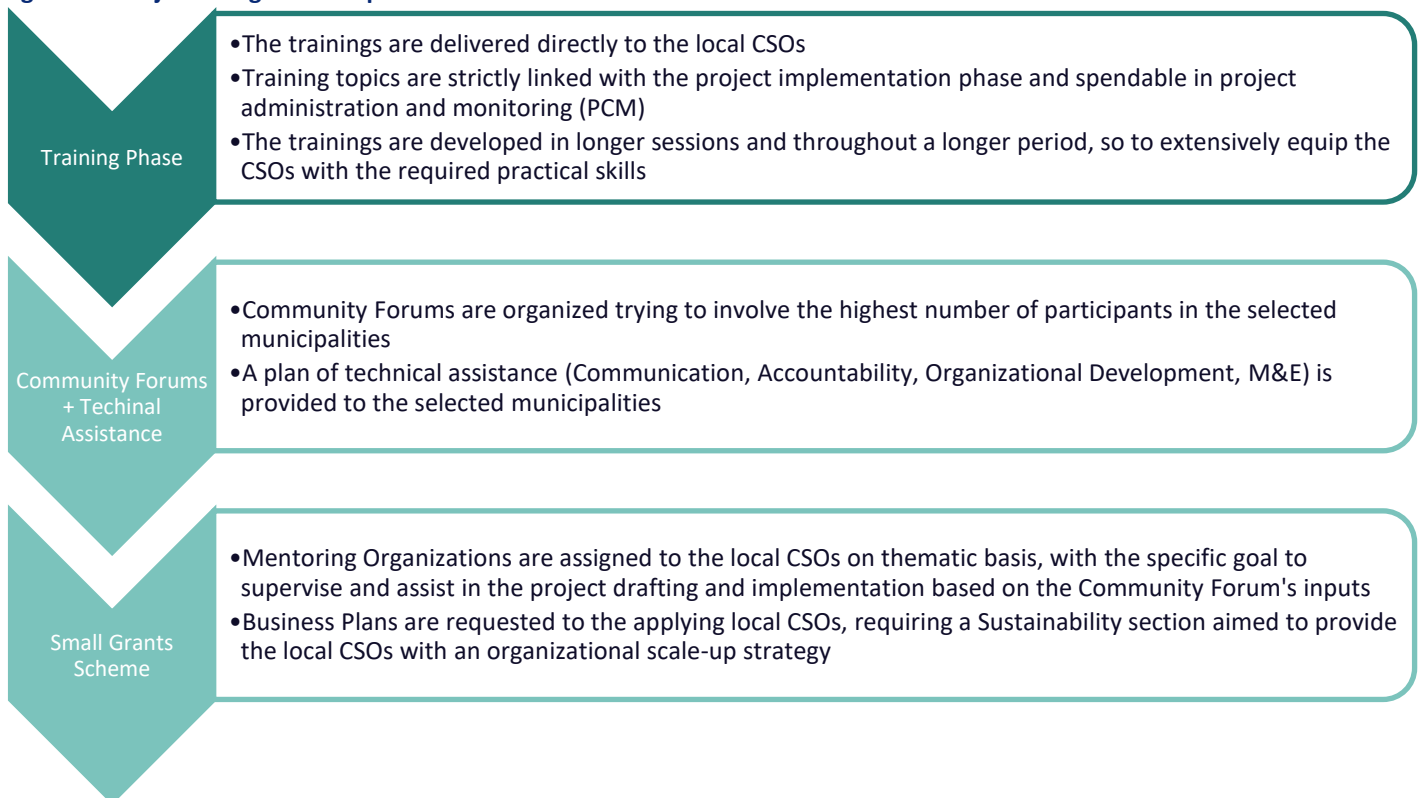 Training Phase
•The trainings are delivered directly to the local CSOs
•Training topics are strictly linked with the project implementation phase and spendable in project
administration and monitoring (PCM)
•The trainings are developed in longer sessions and throughout a longer period, so to extensively equip the
CSOs with the required practical skills
Community Forums
+ Techinal
Assistance
•Community Forums are organized trying to involve the highest number of participants in the selected
municipalities
•A plan of technical assistance (Communication, Accountability, Organizational Development, M&E) is
provided to the selected municipalities
Small Grants
Scheme
•Mentoring Organizations are assigned to the local CSOs on thematic basis, with the specific goal to
supervise and assist in the project drafting and implementation based on the Community Forum's inputs
•Business Plans are requested to the applying local CSOs, requiring a Sustainability section aimed to provide
the local CSOs with an organizational scale-up strategy